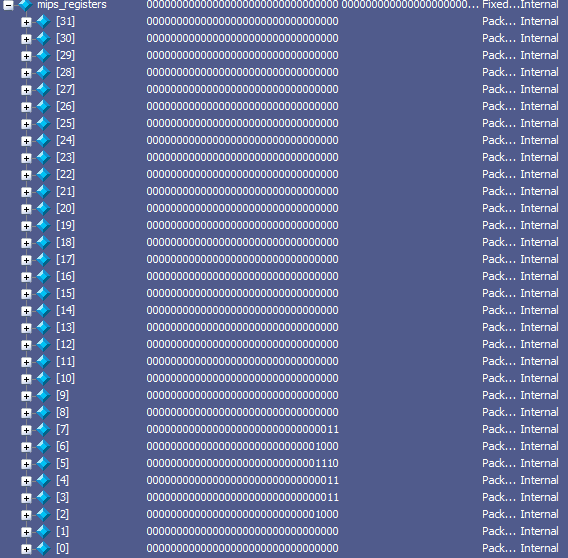 mips_registers 00000000000000000000000000000000 000000000000000000000... Fixed... Internal
[31] 00000000000000000000000000000000 Pack... Internal
[30] 00000000000000000000000000000000 Pack... Internal
[29] 00000000000000000000000000000000 Pack... Internal
[28] 00000000000000000000000000000000 Pack... Internal
[27] 00000000000000000000000000000000 Pack... Internal
[26] 00000000000000000000000000000000 Pack... Internal
[25] 00000000000000000000000000000000 Pack... Internal
[24] 00000000000000000000000000000000 Pack... Internal
[23] 00000000000000000000000000000000 Pack... Internal
[22] 00000000000000000000000000000000 Pack... Internal
[21] 00000000000000000000000000000000 Pack... Internal
[20] 00000000000000000000000000000000 Pack... Internal
[19] 00000000000000000000000000000000 Pack... Internal
[18] 00000000000000000000000000000000 Pack... Internal
[17] 00000000000000000000000000000000 Pack... Internal
[16] 00000000000000000000000000000000 Pack... Internal
[15] 00000000000000000000000000000000 Pack... Internal
[14] 00000000000000000000000000000000 Pack... Internal
[13] 00000000000000000000000000000000 Pack... Internal
[12] 00000000000000000000000000000000 Pack... Internal
[11] 00000000000000000000000000000000 Pack... Internal
[10] 00000000000000000000000000000000 Pack... Internal
[9] 00000000000000000000000000000000 Pack... Internal
[8] 00000000000000000000000000000000 Pack... Internal
[7] 00000000000000000000000000000011 Pack... Internal
[6] 00000000000000000000000000001000 Pack... Internal
[5] 00000000000000000000000000001110 Pack... Internal
[4] 00000000000000000000000000000011 Pack... Internal
[3] 00000000000000000000000000000011 Pack... Internal
[2] 00000000000000000000000000001000 Pack... Internal
[1] 00000000000000000000000000000000 Pack... Internal
[0] 00000000000000000000000000000000 Pack... Internal